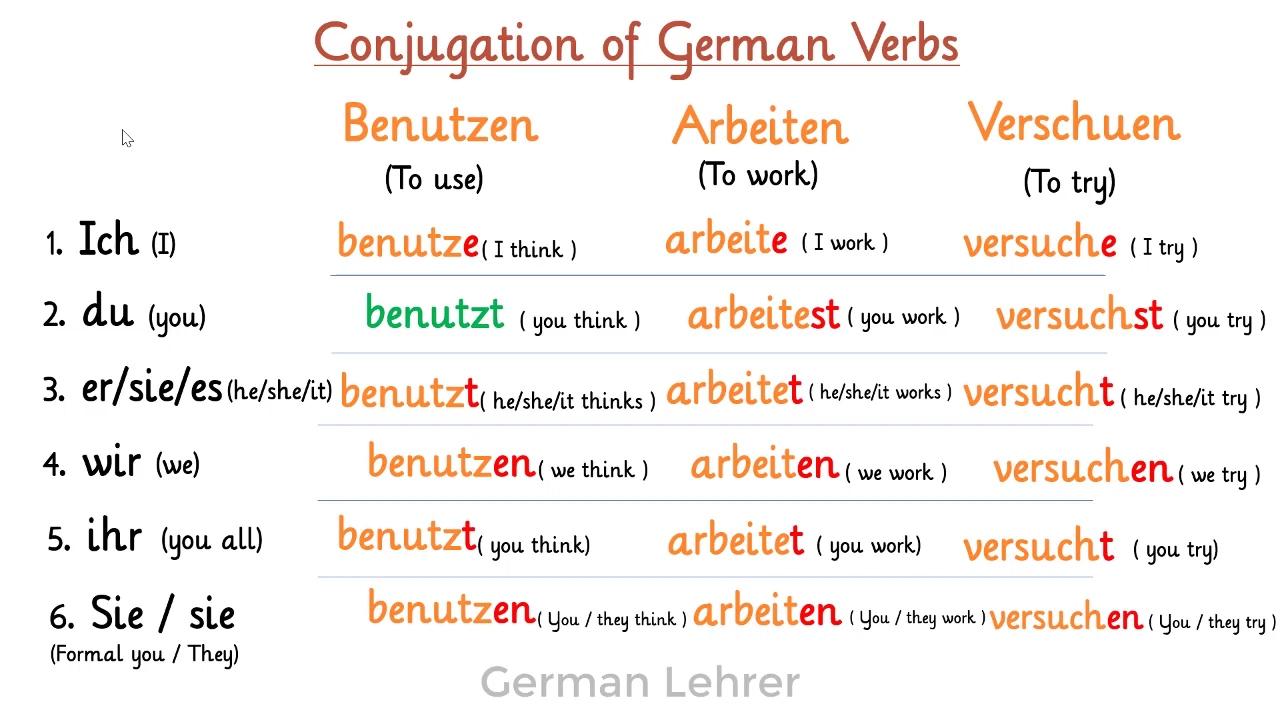 Conjugation of German Verbs
Benutzen Arbeiten Verschuen
(To use) (To work) (To try)
1. Ich (I) benutze ( I think ) arbeite ( I work ) versuche ( I try )
2. du (you) benutzt ( you think ) arbeitest ( you work ) versuchst ( you try )
3. er/sie/es (he/she/it) benutzt ( he/she/it thinks ) arbeitet ( he/she/it works ) versucht ( he/she/it try )
4. wir (we) benutzen ( we think ) arbeiten ( we work ) versuchen ( we try )
5. ihr (you all) benutzt ( you think) arbeitet ( you work) versucht ( you try)
6. Sie / sie benutzen ( You / they think ) arbeiten ( You / they work ) versuchen ( You / they try )
(Formal you / They)
German Lehrer